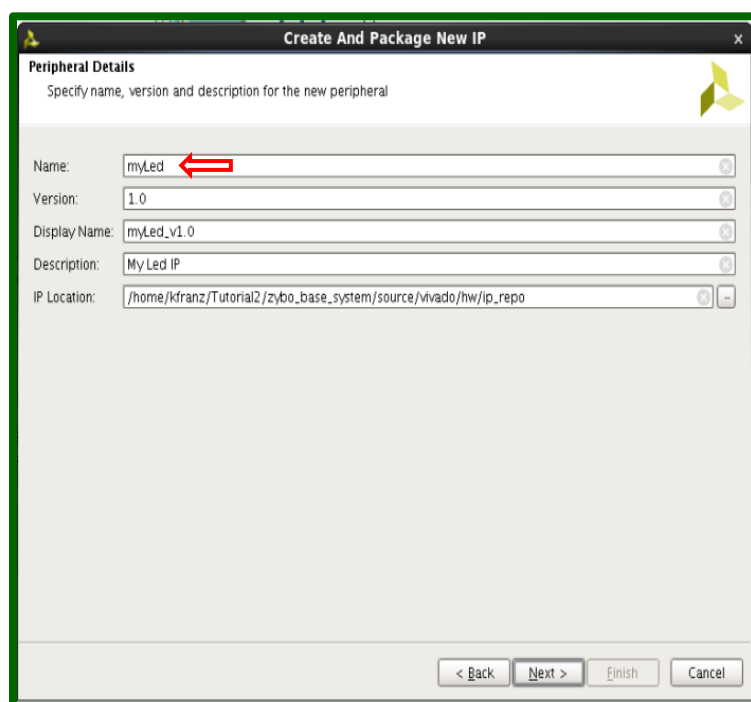 Create And Package New IP
x
Peripheral Details
Specify name, version and description for the new peripheral
Name: myLed
Version: 1.0
Display Name: myLed_v1.0
Description: My Led IP
IP Location: /home/kfranz/Tutorial2/zybo_base_system/source/vivado/hw/ip_repo
< Back Next > Finish Cancel